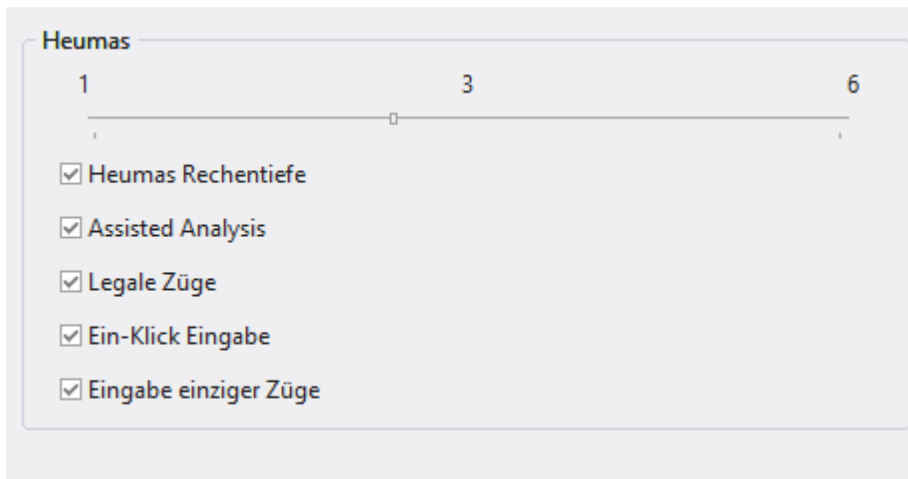 Heumas
1 3 6
Heumas Rechentiefe
Assisted Analysis
Legale Züge
Ein-Klick Eingabe
Eingabe einziger Züge